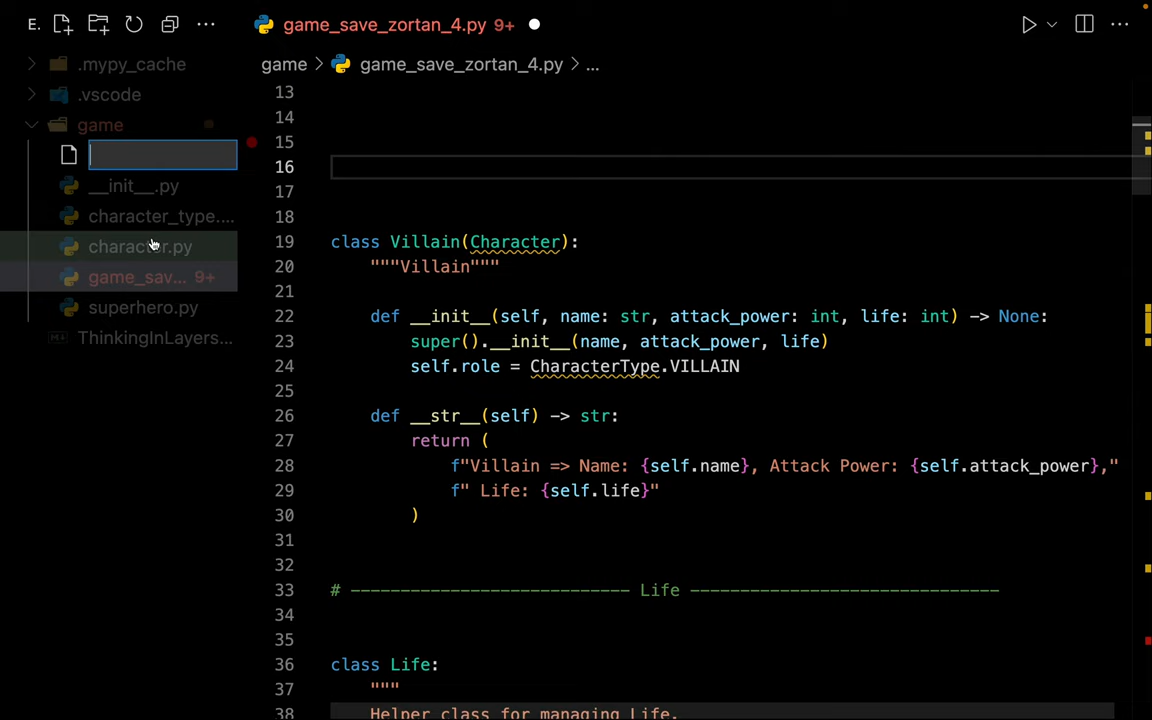 E. ...
game_save_zortan_4.py 9+
.mypy_cache
.vscode
game
__init__.py
character_type....
character.py
game_sav... 9+
superhero.py
ThinkingInLayers...
game > game_save_zortan_4.py > ...
13
14
15
16
17
18
19 class Villain(Character):
20 """Villain"""
21
22 def __init__(self, name: str, attack_power: int, life: int) -> None:
23 super().__init__(name, attack_power, life)
24 self.role = CharacterType.VILLAIN
25
26 def __str__(self) -> str:
27 return (
28 f"Villain => Name: {self.name}, Attack Power: {self.attack_power},"
29 f" Life: {self.life}"
30 )
31
32
33 # ---------------------------- Life -------------------------------
34
35
36 class Life:
37 """
38 Helper class for managing Life.